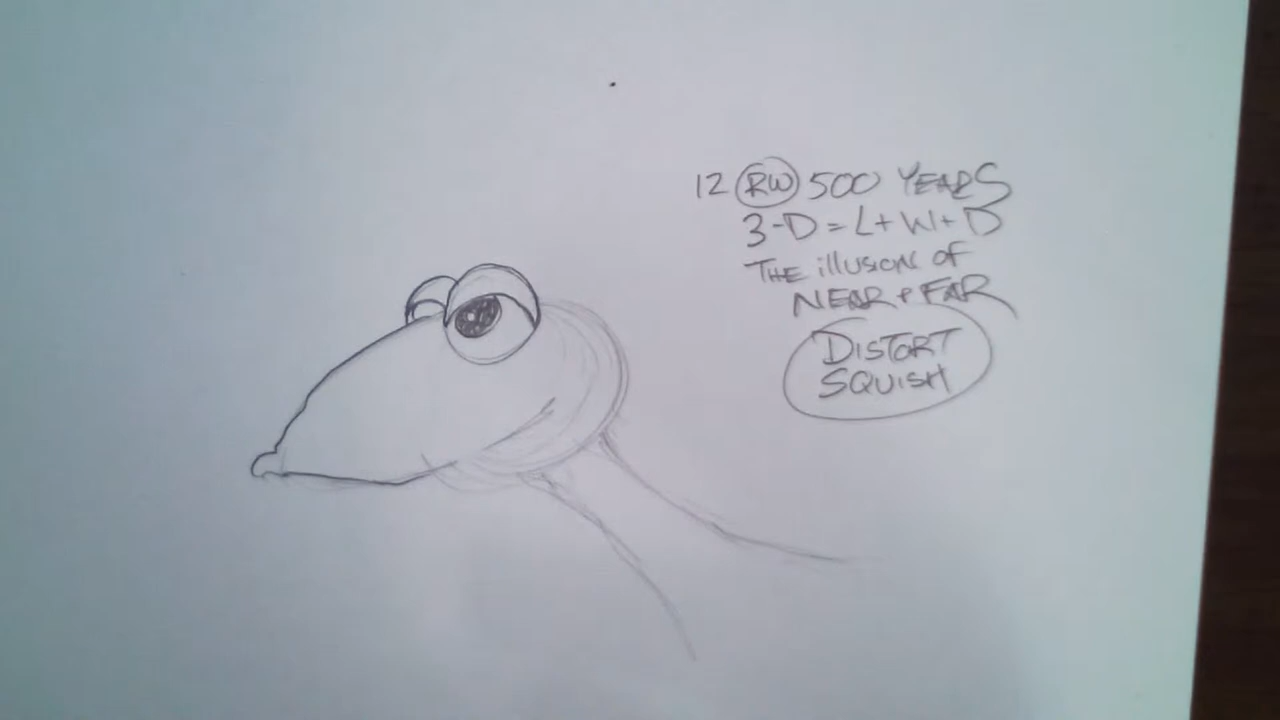 12 RW 500 YEARS
3-D = L+ W+ D
THE illUSION OF
NEAR + FAR
DISTORT
SQUISH